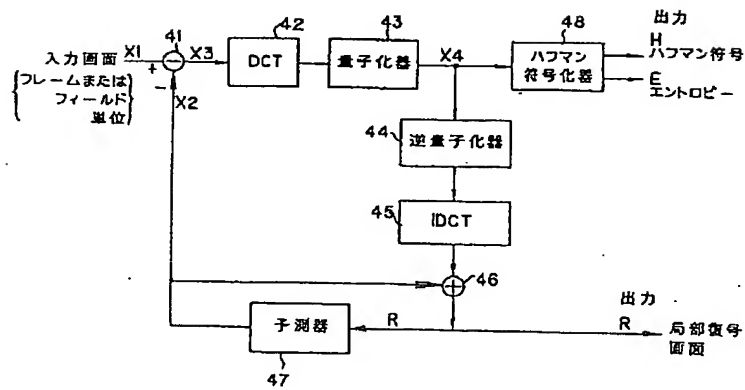 出力
48
H
ハフマン符号
E
エントロピー
ハフマン
符号化器
X4
43
量子化器
42
DCT
X3
41
X1
入力画面
+
−
X2
フレームまたは
フィールド
単位
44
逆量子化器
45
IDCT
46
出力
R
局部復号
画面
R
予測器
47